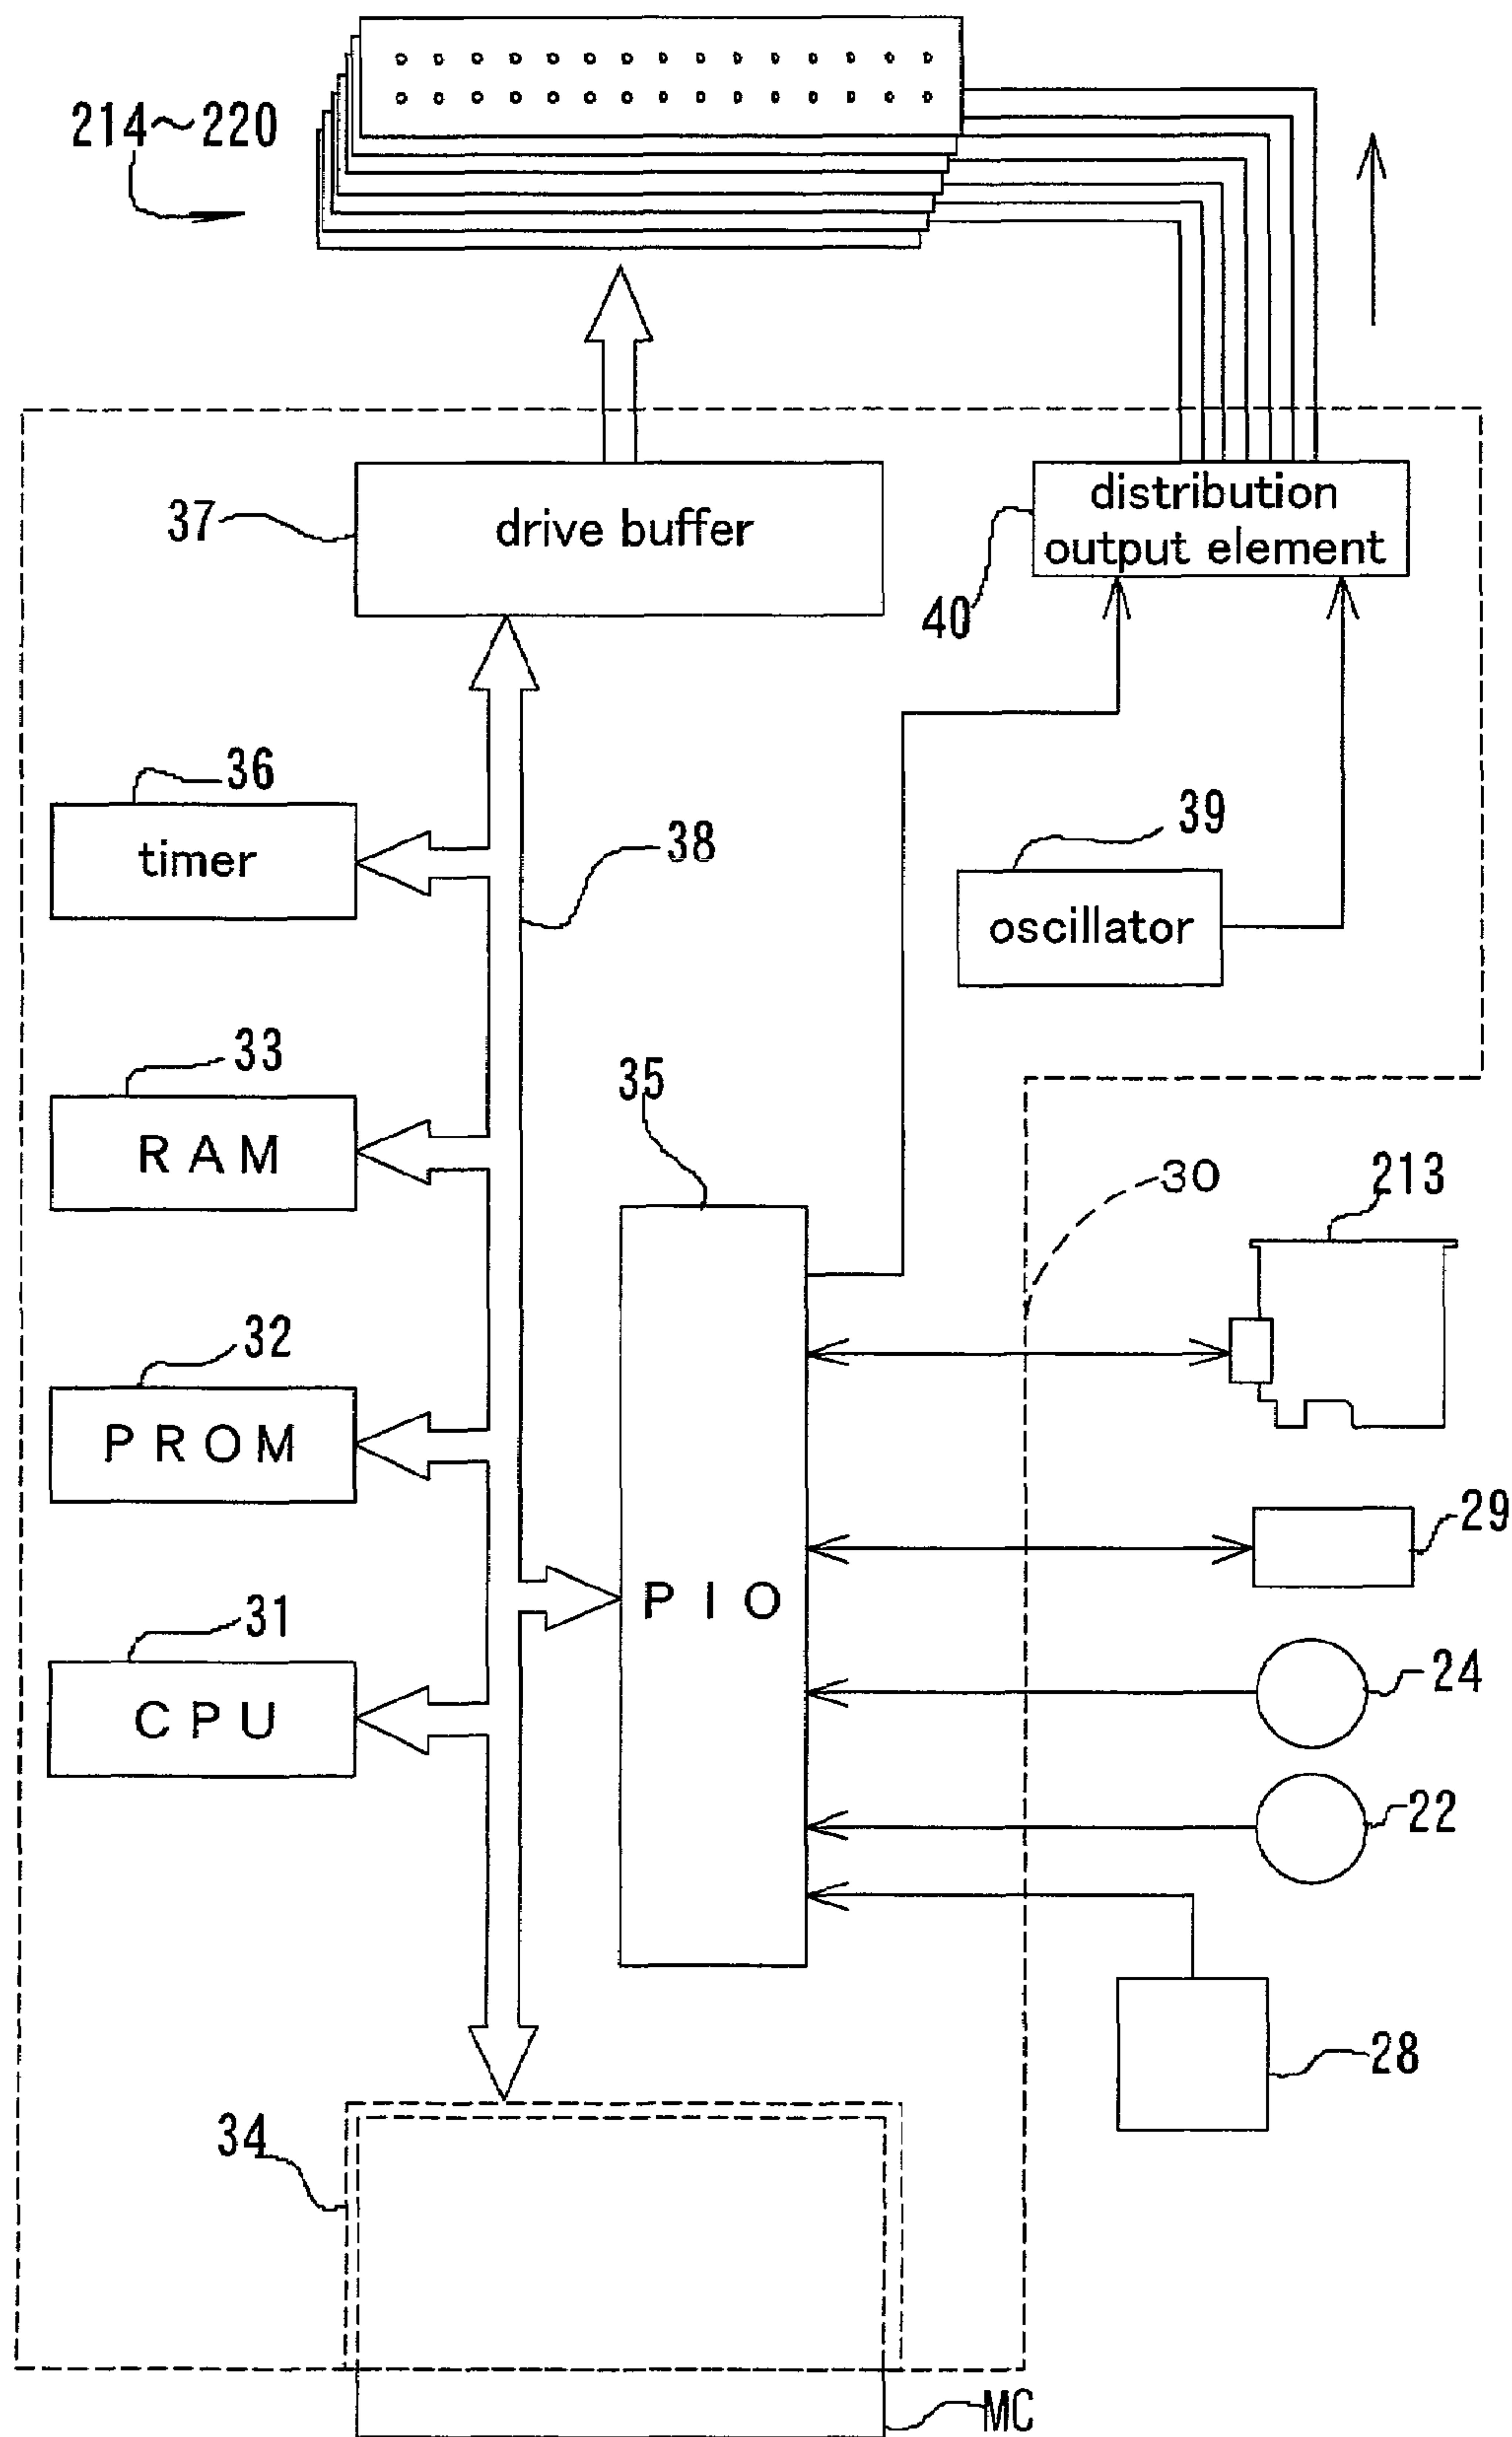 214～220
37
drive buffer
distribution
output element
40
36
timer
38
39
oscillator
33
RAM
35
30
213
32
PROM
29
PIO
31
CPU
24
22
28
34
MC